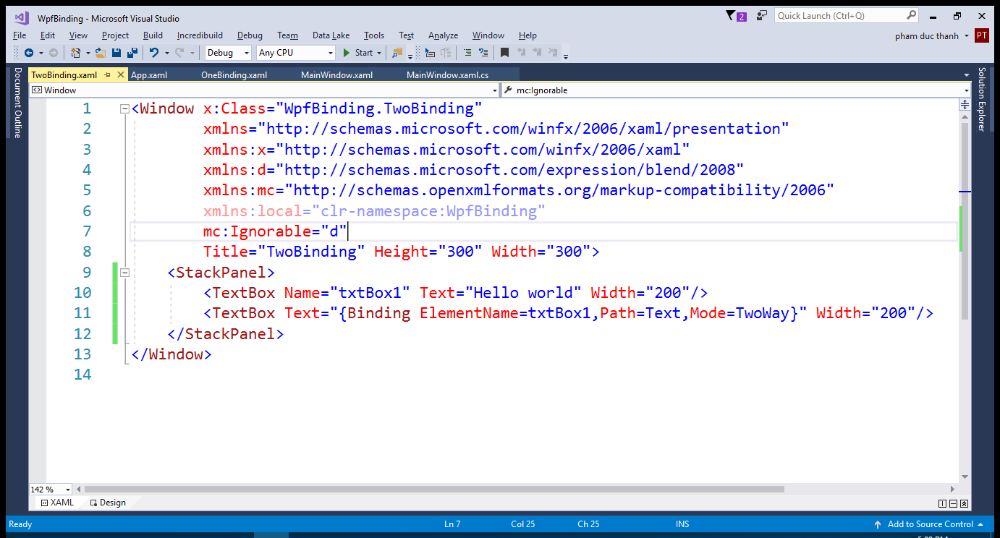 WpfBinding - Microsoft Visual Studio
2
Quick Launch (Ctrl+Q)
File Edit View Project Build Incredibuild Debug Team Data Lake Tools Test Analyze Window Help
pham duc thanh PT
Debug Any CPU Start
Document Outline
TwoBinding.xaml App.xaml OneBinding.xaml MainWindow.xaml MainWindow.xaml.cs
Solution Explorer
Window mc:Ignorable
1 <Window x:Class="WpfBinding.TwoBinding"
2 xmlns="http://schemas.microsoft.com/winfx/2006/xaml/presentation"
3 xmlns:x="http://schemas.microsoft.com/winfx/2006/xaml"
4 xmlns:d="http://schemas.microsoft.com/expression/blend/2008"
5 xmlns:mc="http://schemas.openxmlformats.org/markup-compatibility/2006"
6 xmlns:local="clr-namespace:WpfBinding"
7 mc:Ignorable="d"
8 Title="TwoBinding" Height="300" Width="300">
9 <StackPanel>
10 <TextBox Name="txtBox1" Text="Hello world" Width="200"/>
11 <TextBox Text="{Binding ElementName=txtBox1,Path=Text,Mode=TwoWay}" Width="200"/>
12 </StackPanel>
13 </Window>
14
142 %
XAML Design
Ready Ln 7 Col 25 Ch 25 INS Add to Source Control